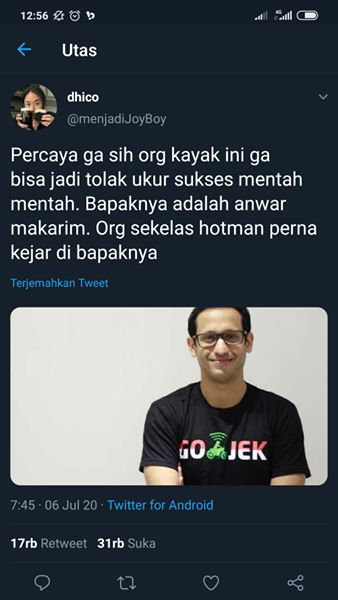 12:56
4G
Utas
dhico
@menjadiJoyBoy
Percaya ga sih org kayak ini ga
bisa jadi tolak ukur sukses mentah
mentah. Bapaknya adalah anwar
makarim. Org sekelas hotman perna
kejar di bapaknya
Terjemahkan Tweet
GOJEK
7:45 · 06 Jul 20 · Twitter for Android
17rb Retweet 31rb Suka